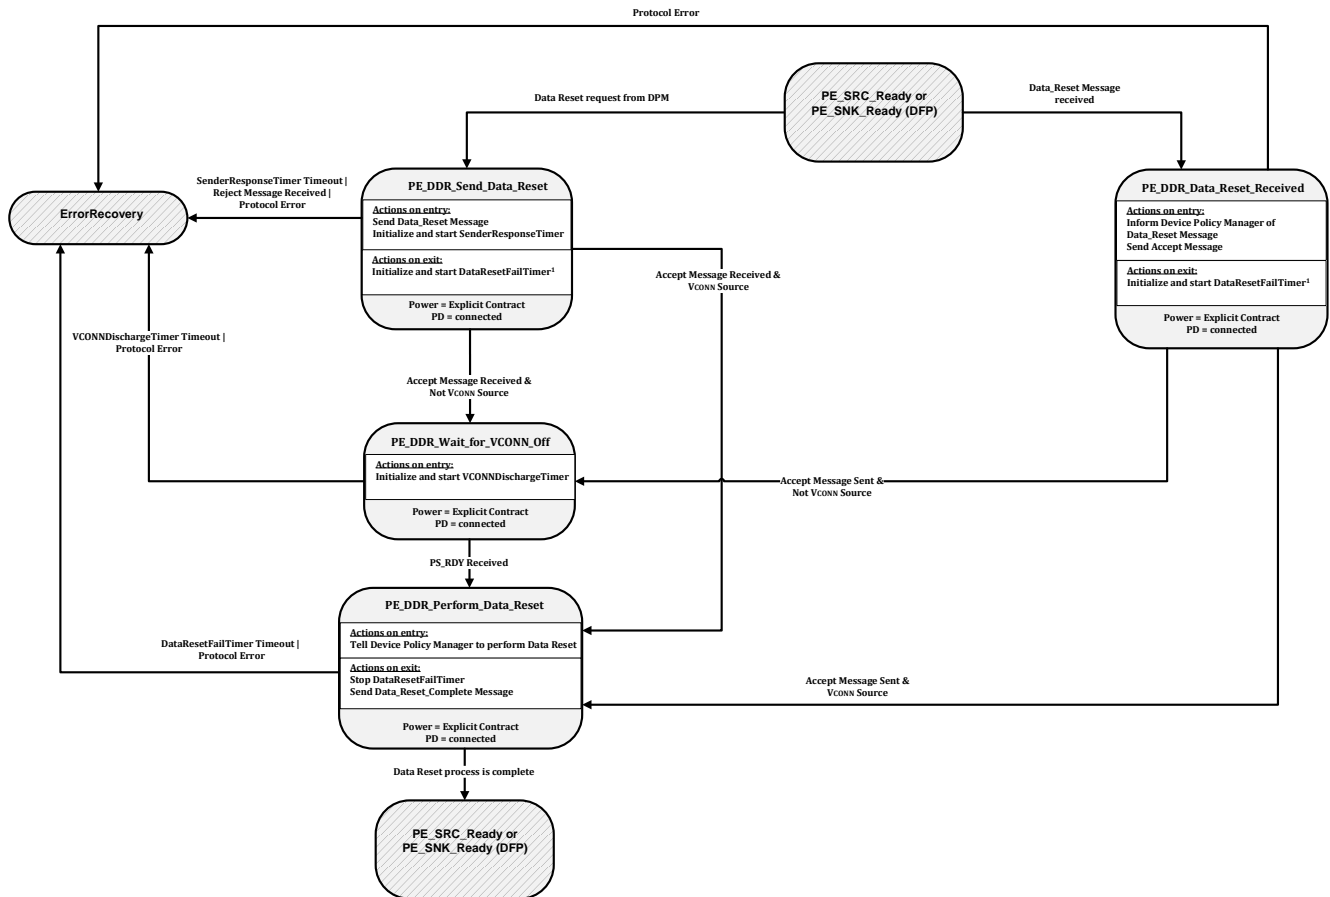 Protocol Error
PE_SRC_Ready or
PE_SNK_Ready (DFP)
Data Reset request from DPM
Data_Reset Message
received
SenderResponseTimer Timeout |
Reject Message Received |
Protocol Error
ErrorRecovery
PE_DDR_Send_Data_Reset
Actions on entry:
Send Data_Reset Message
Initialize and start SenderResponseTimer
Actions on exit:
Initialize and start DataResetFailTimer¹
Power = Explicit Contract
PD = connected
PE_DDR_Data_Reset_Received
Actions on entry:
Inform Device Policy Manager of
Data_Reset Message
Send Accept Message
Actions on exit:
Initialize and start DataResetFailTimer¹
Power = Explicit Contract
PD = connected
Accept Message Received &
VCONN Source
VCONNDischargeTimer Timeout |
Protocol Error
Accept Message Received &
Not VCONN Source
PE_DDR_Wait_for_VCONN_Off
Actions on entry:
Initialize and start VCONNDischargeTimer
Power = Explicit Contract
PD = connected
Accept Message Sent &
Not VCONN Source
PS_RDY Received
PE_DDR_Perform_Data_Reset
Actions on entry:
Tell Device Policy Manager to perform Data Reset
Actions on exit:
Stop DataResetFailTimer
Send Data_Reset_Complete Message
Power = Explicit Contract
PD = connected
DataResetFailTimer Timeout |
Protocol Error
Accept Message Sent &
VCONN Source
Data Reset process is complete
PE_SRC_Ready or
PE_SNK_Ready (DFP)